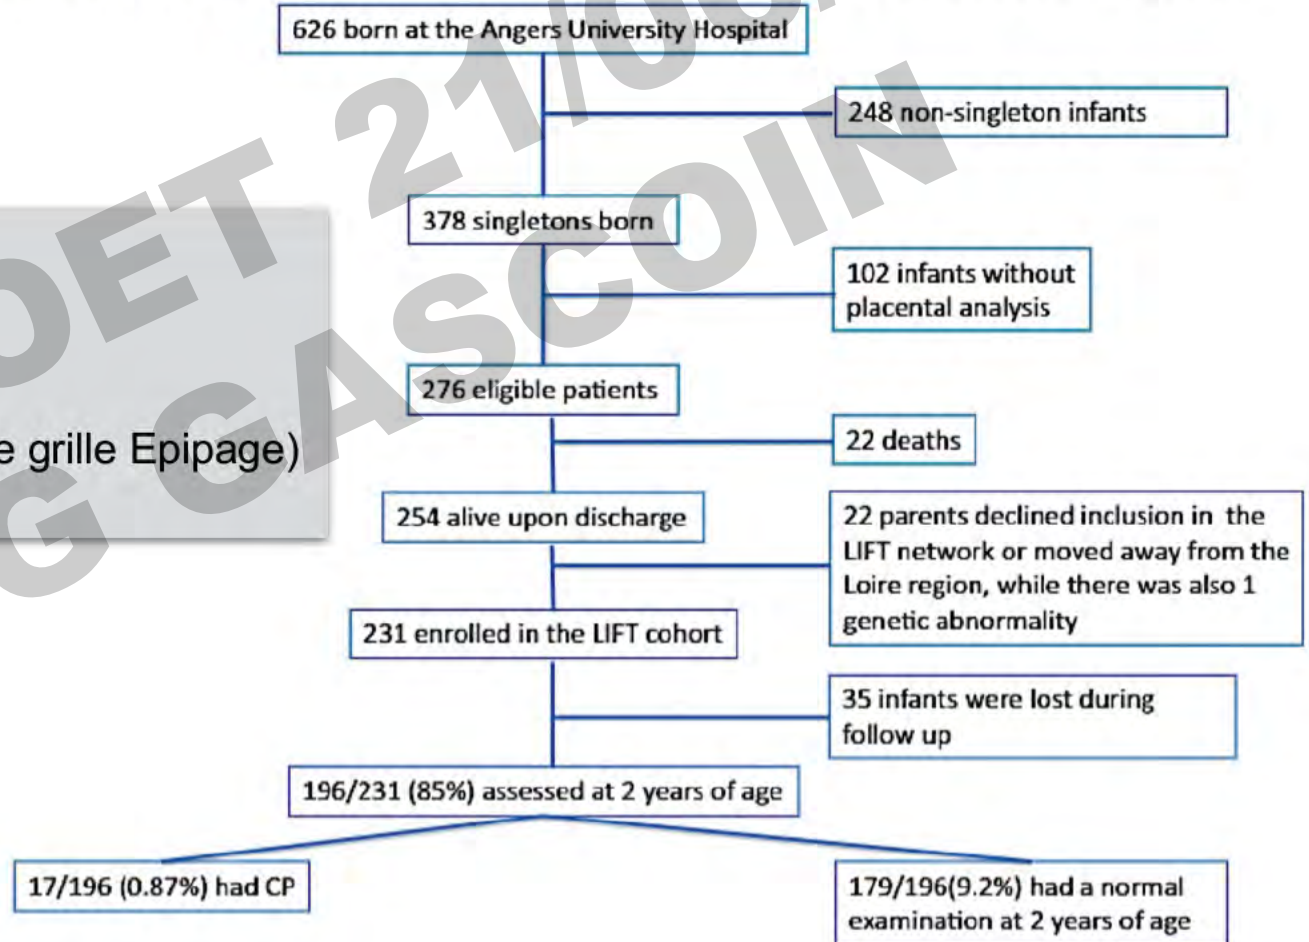 626 born at the Angers University Hospital
248 non-singleton infants
378 singletons born
102 infants without
placental analysis
276 eligible patients
22 deaths
grille Epipage)
254 alive upon discharge
22 parents declined inclusion in the
LIFT network or moved away from the
Loire region, while there was also 1
genetic abnormality
231 enrolled in the LIFT cohort
35 infants were lost during
follow up
196/231 (85%) assessed at 2 years of age
17/196 (0.87%) had CP
179/196(9.2%) had a normal
examination at 2 years of age
GASCOIN